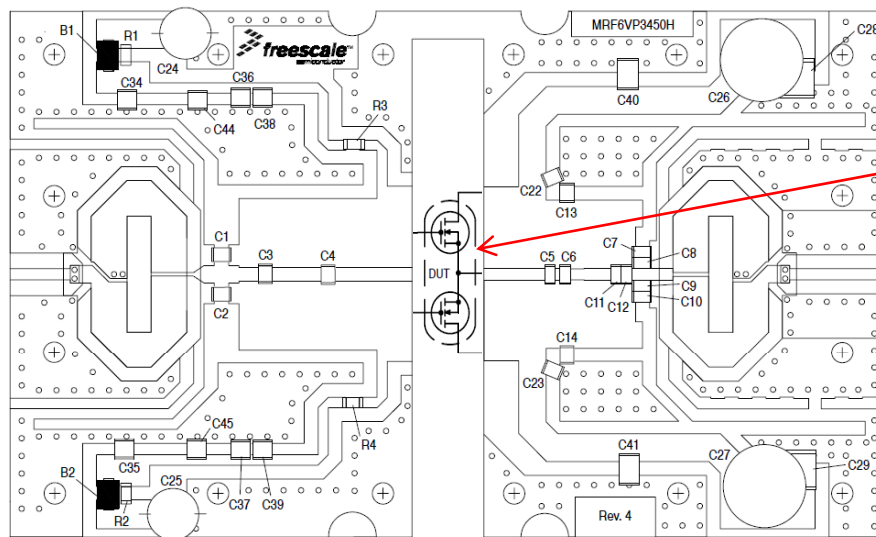 B1
R1
C24
freescale™
semiconductor
MRF6VP3450H
C28
C34
C36
C44
C38
R3
C40
C26
C22
C13
C1
C3
C4
C7
C8
DUT
C5
C6
C2
C11
C12
C9
C10
C14
C23
R4
C45
C35
C41
C27
B2
C25
C37
C39
R2
C29
Rev. 4